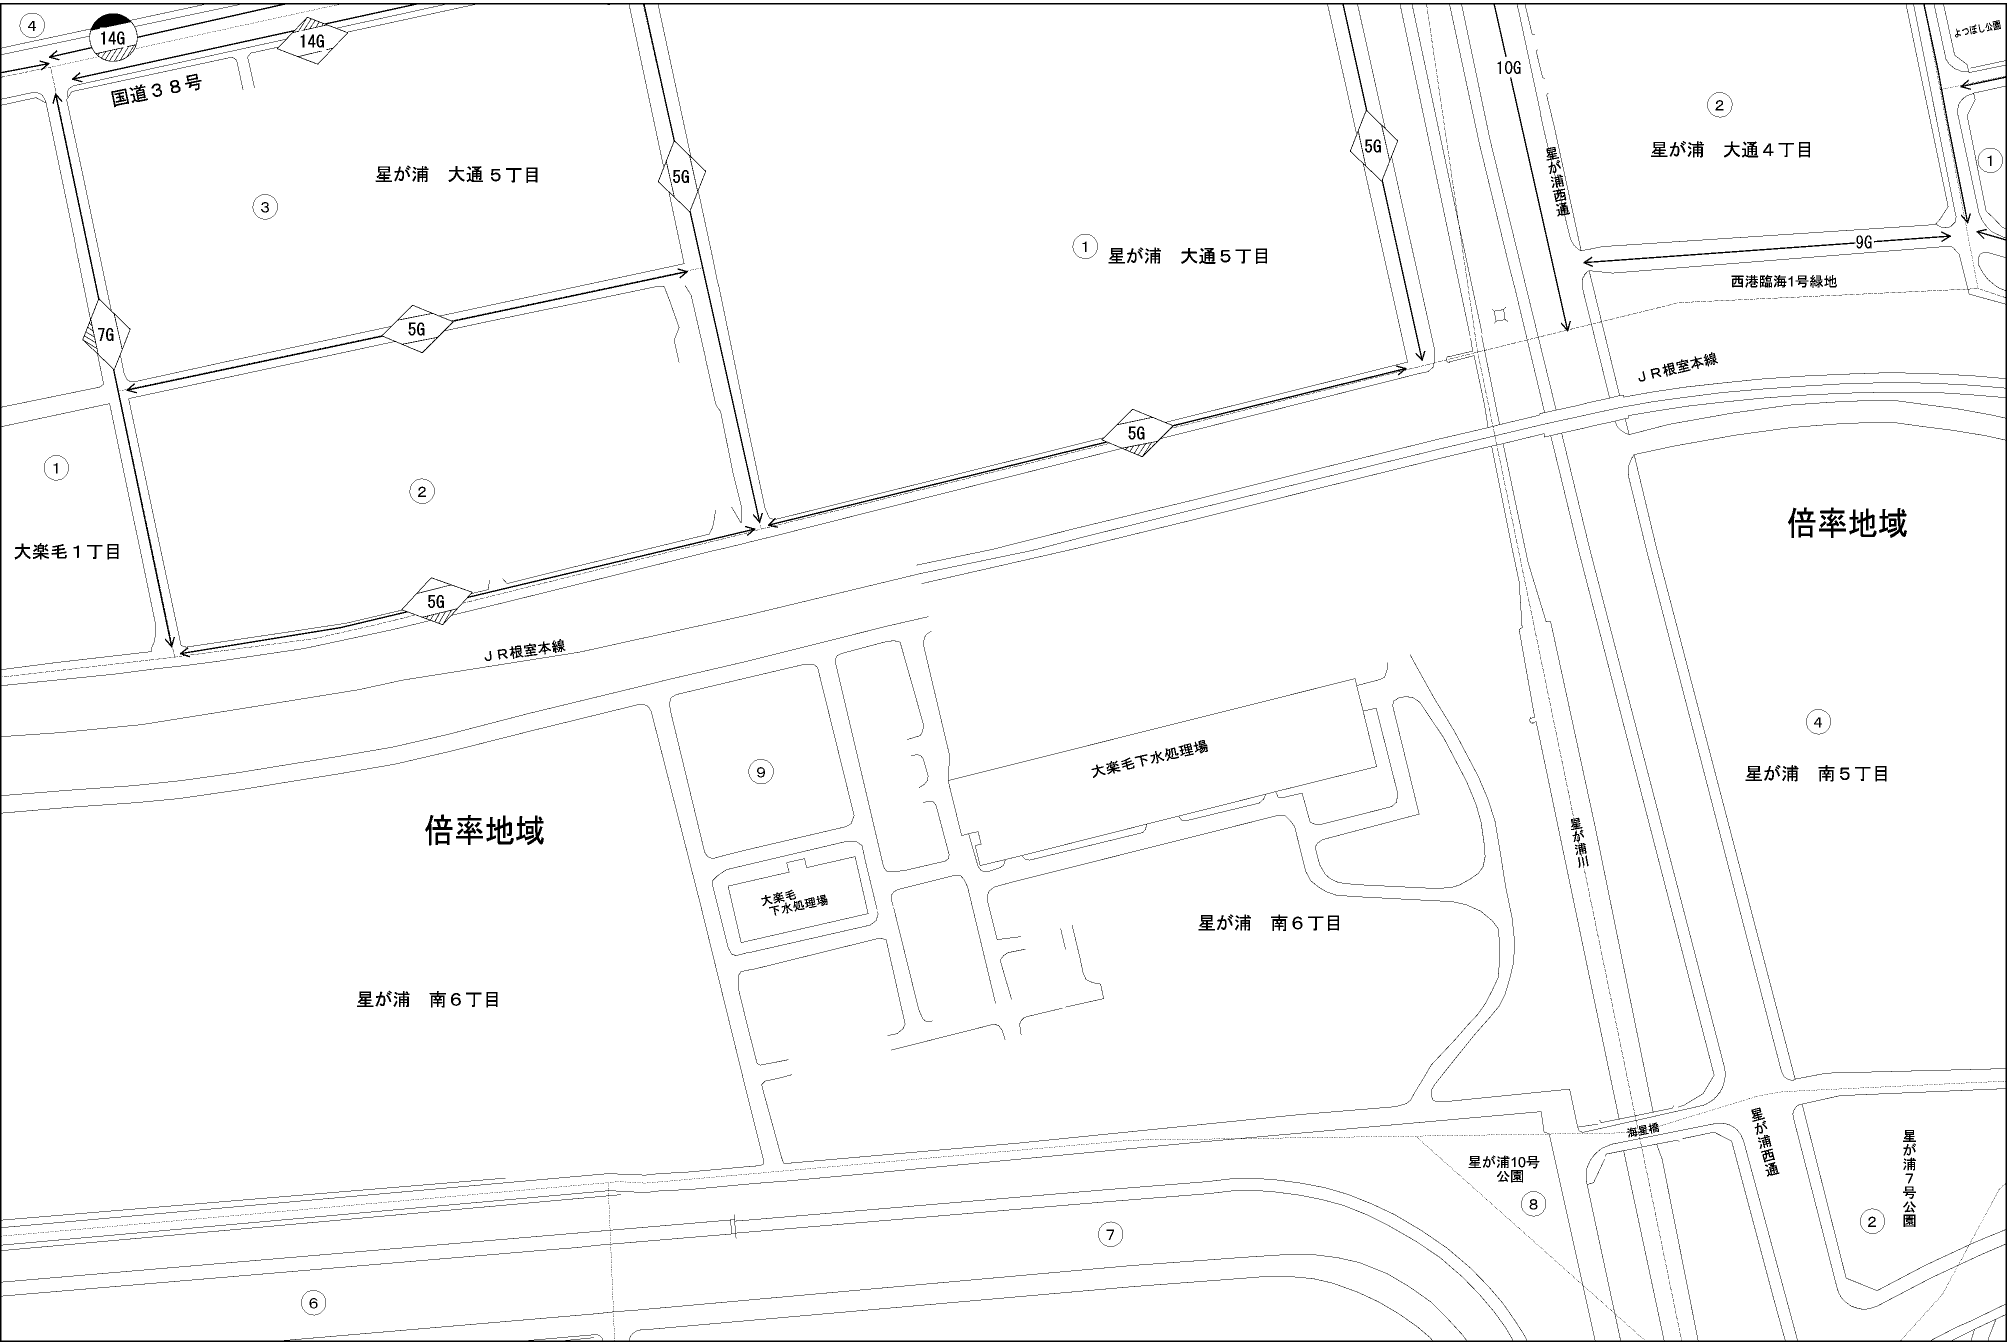 ④
14G
14G
国道３８号
10G
よつぼし公園
②
星が浦　大通４丁目
①
5G
5G
星が浦西通
星が浦　大通５丁目
③
①
星が浦　大通５丁目
9G
西港臨海1号緑地
7G
5G
ＪＲ根室本線
5G
①
②
大楽毛１丁目
倍率地域
5G
ＪＲ根室本線
④
星が浦　南５丁目
⑨
大楽毛下水処理場
倍率地域
星が浦川
大楽毛
下水処理場
星が浦　南６丁目
星が浦　南６丁目
海星橋
星が浦西通
星が浦７号公園
星が浦10号
公園
⑧
②
⑦
⑥